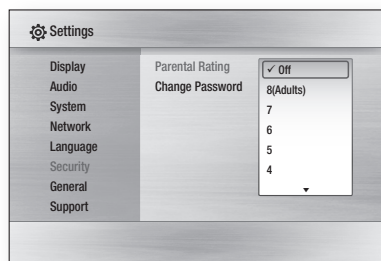 Settings
Display
Audio
System
Network
Language
Security
General
Support
Parental Rating
Change Password
✓ Off
8(Adults)
7
6
5
4